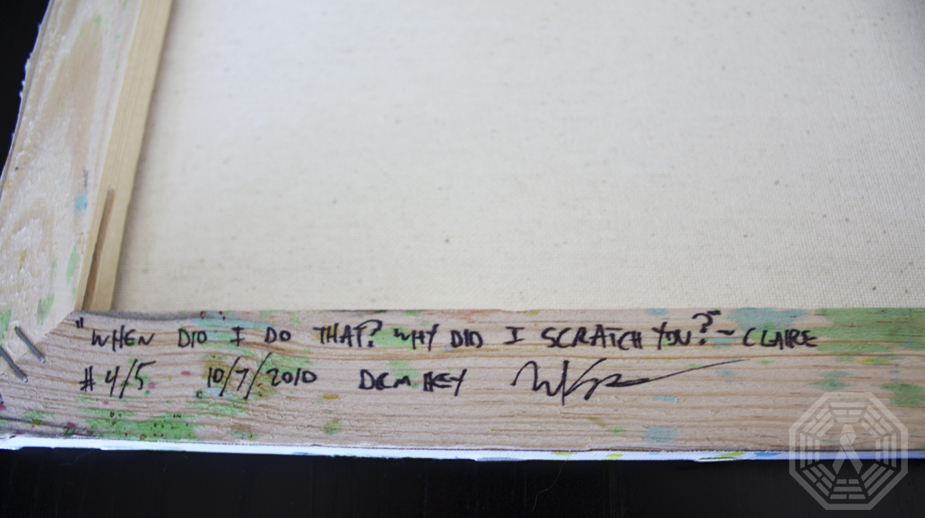 "WHEN DID I DO THAT? WHY DID I SCRATCH YOU?" ~ CLAIRE
#4/5 10/7/2010 DCM HEY